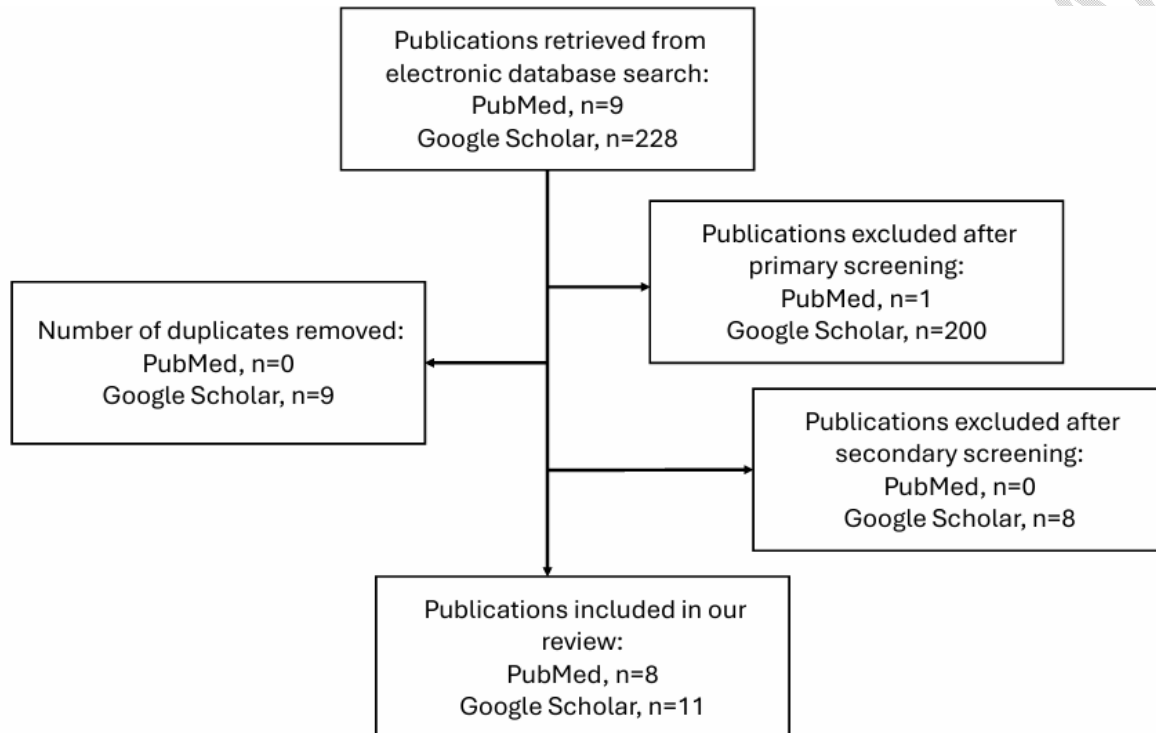 Publications retrieved from
electronic database search:
PubMed, n=9
Google Scholar, n=228
Publications excluded after
primary screening:
PubMed, n=1
Google Scholar, n=200
Number of duplicates removed:
PubMed, n=0
Google Scholar, n=9
Publications excluded after
secondary screening:
PubMed, n=0
Google Scholar, n=8
Publications included in our
review:
PubMed, n=8
Google Scholar, n=11